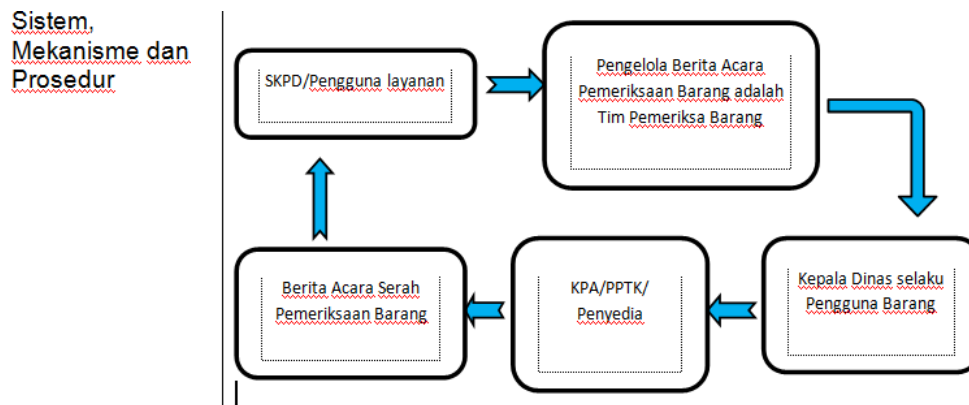 Sistem,
Mekanisme dan
Prosedur
SKPD/Pengguna layanan
Pengelola Berita Acara
Pemeriksaan Barang adalah
Tim Pemeriksa Barang
Kepala Dinas selaku
Pengguna Barang
KPA/PPTK/
Penyedia
Berita Acara Serah
Pemeriksaan Barang